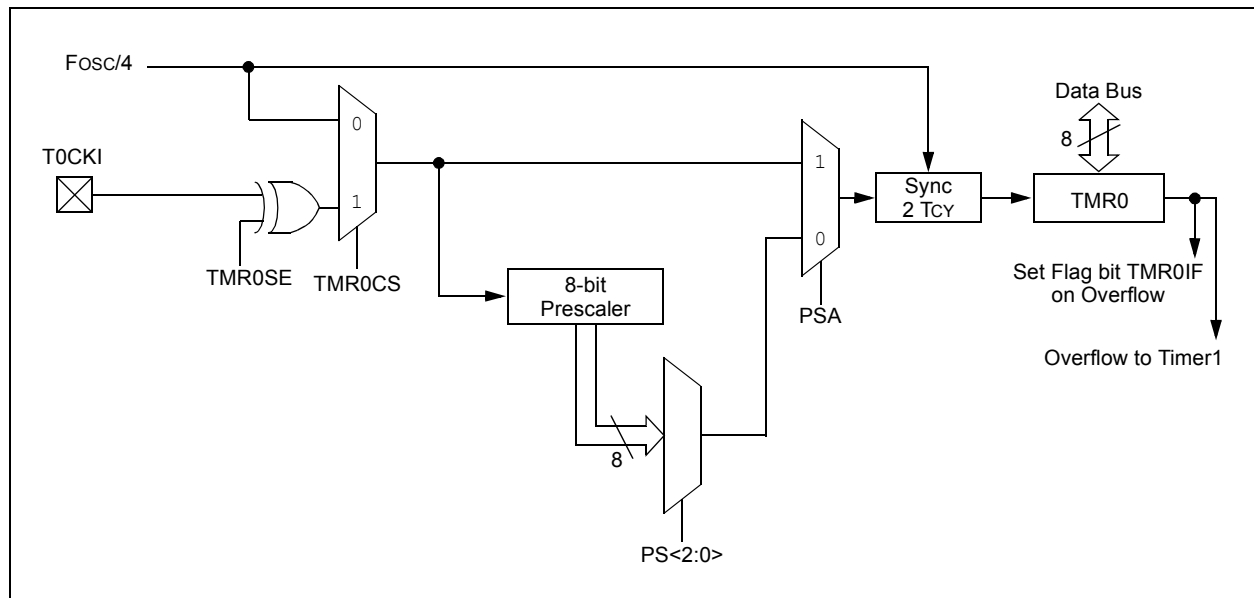 FOSC/4
Data Bus
8
T0CKI
0
1
1
0
Sync
2 TCY
TMR0
TMR0SE
TMR0CS
8-bit
Prescaler
PSA
Set Flag bit TMR0IF
on Overflow
Overflow to Timer1
8
PS<2:0>